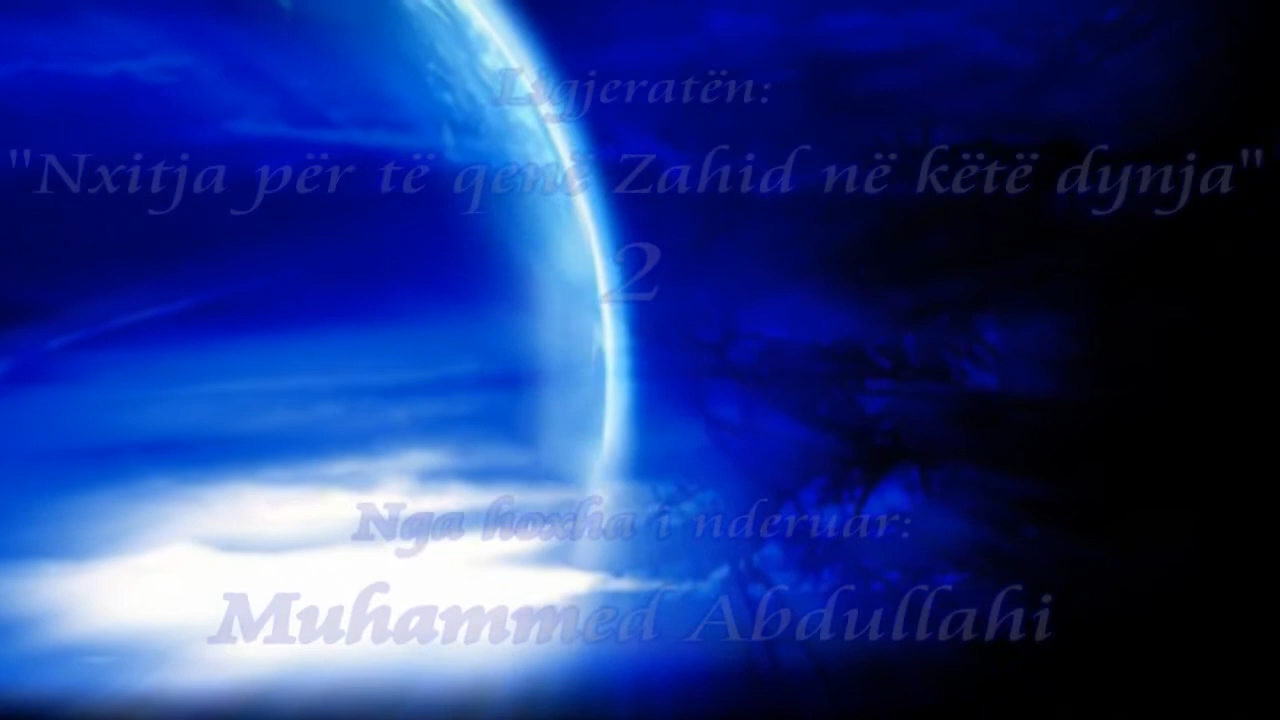 Ligjeratën:
"Nxitja për të qenë Zahid në këtë dynja"
2
Nga hoxha i nderuar:
Muhammed Abdullahi